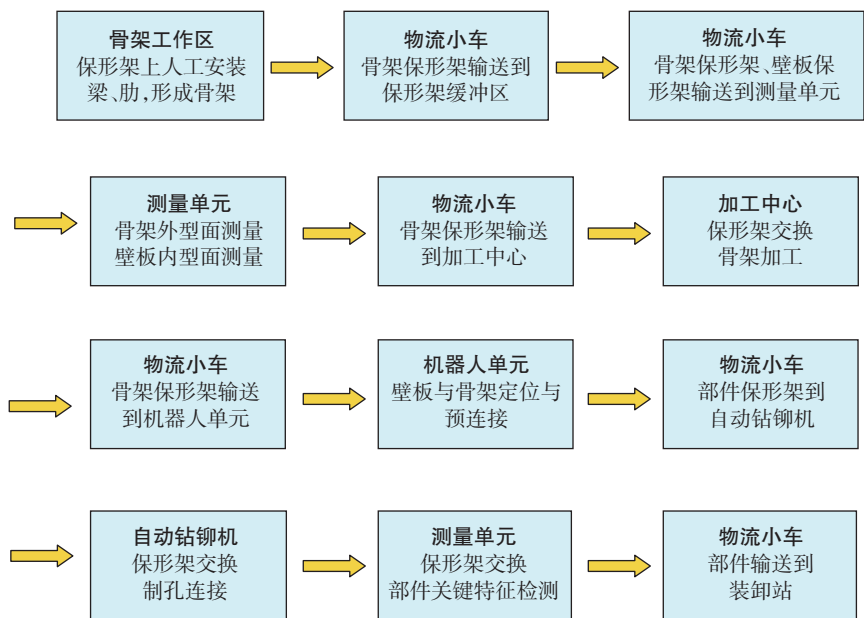 骨架工作区
保形架上人工安装
梁、肋,形成骨架
物流小车
骨架保形架输送到
保形架缓冲区
物流小车
骨架保形架、壁板保
形架输送到测量单元
测量单元
骨架外型面测量
壁板内型面测量
物流小车
骨架保形架输送
到加工中心
加工中心
保形架交换
骨架加工
物流小车
骨架保形架输送
到机器人单元
机器人单元
壁板与骨架定位与
预连接
物流小车
部件保形架到
自动钻铆机
自动钻铆机
保形架交换
制孔连接
测量单元
保形架交换
部件关键特征检测
物流小车
部件输送到
装卸站